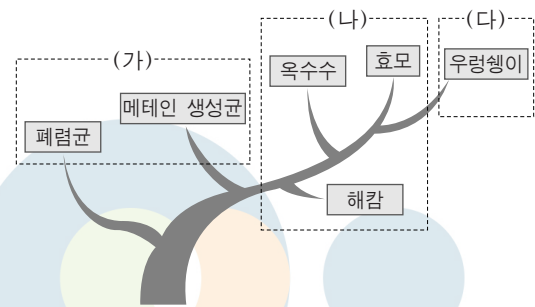 (가)
(나)
(다)
폐렴균
메테인 생성균
옥수수
효모
우렁쉥이
해캄